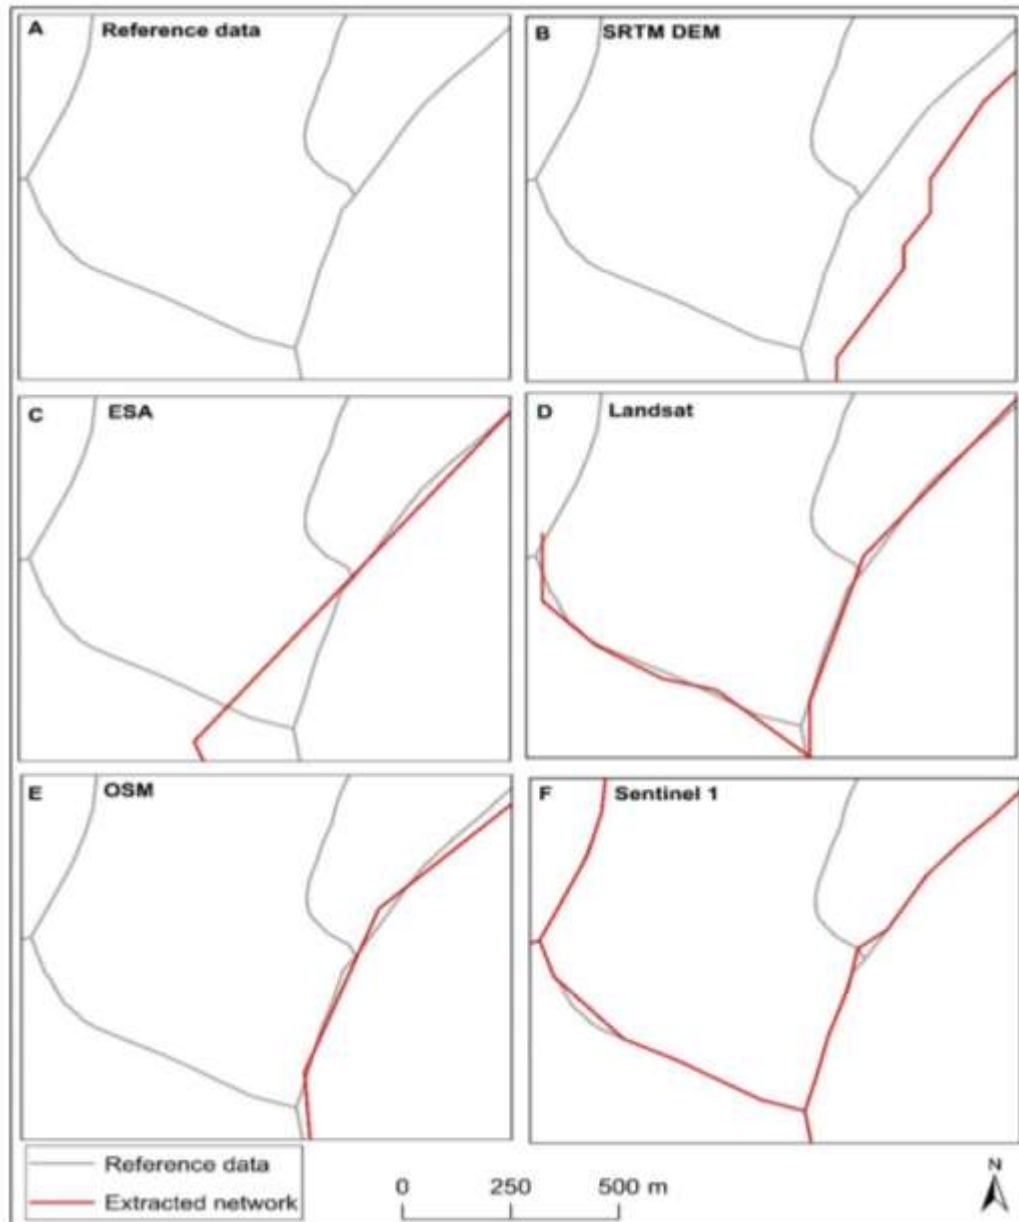 A Reference data
B SRTM DEM
C ESA
D Landsat
E OSM
F Sentinel 1
Reference data
Extracted network
0 250 500 m
N